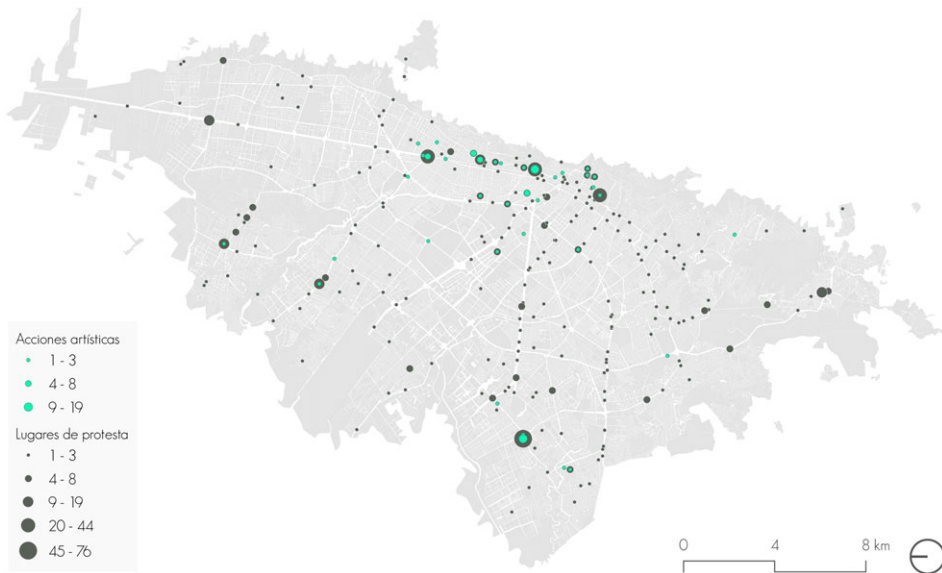 Acciones artísticas
1 - 3
4 - 8
9 - 19
Lugares de protesta
1 - 3
4 - 8
9 - 19
20 - 44
45 - 76
0 4 8 km